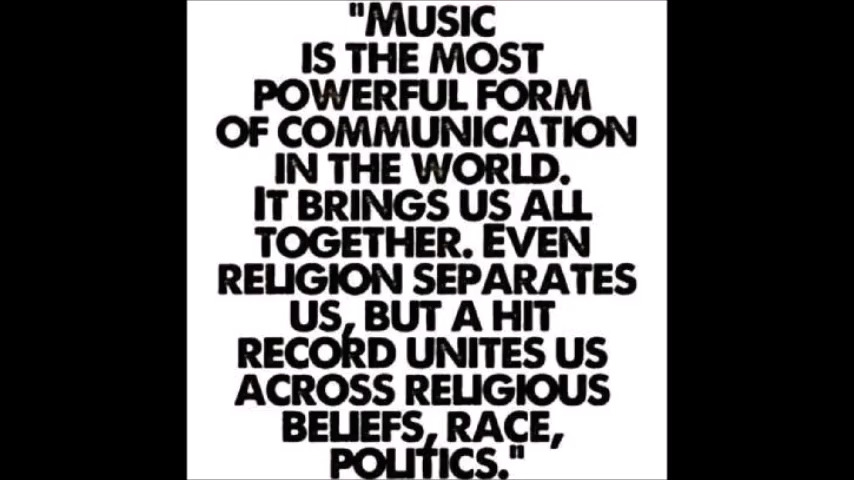 "MUSIC
IS THE MOST
POWERFUL FORM
OF COMMUNICATION
IN THE WORLD.
IT BRINGS US ALL
TOGETHER. EVEN
RELIGION SEPARATES
US, BUT A HIT
RECORD UNITES US
ACROSS RELIGIOUS
BELIEFS, RACE,
POLITICS."